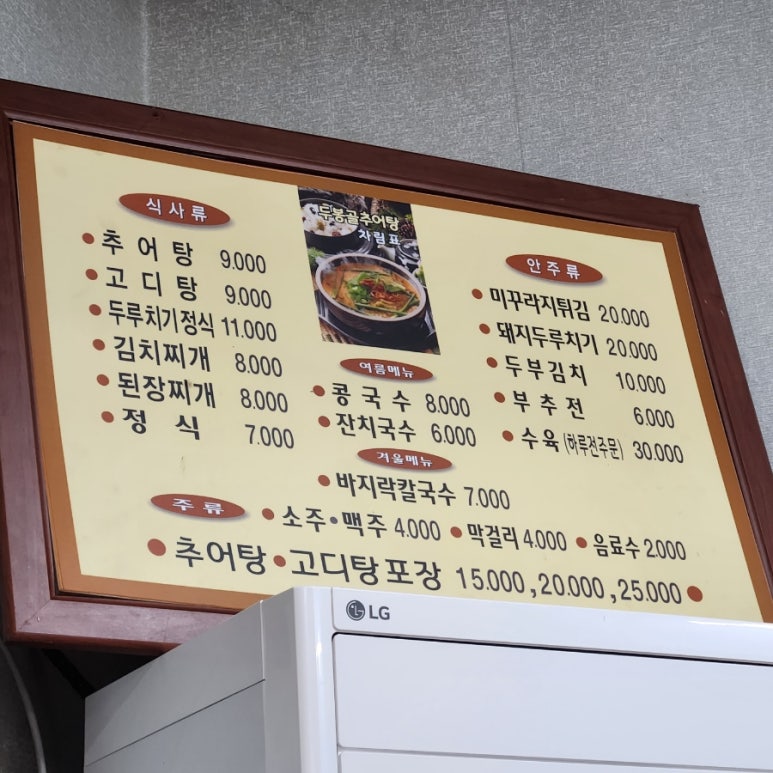 식사류
추어탕 9.000
고디탕 9.000
두루치기정식 11.000
김치찌개 8.000
된장찌개 8.000
정식 7.000
두봉골추어탕
차림표
여름메뉴
콩국수 8.000
잔치국수 6.000
겨울메뉴
바지락칼국수 7.000
안주류
미꾸라지튀김 20.000
돼지두루치기 20.000
두부김치 10.000
부추전 6.000
수육(하루전주문) 30.000
주류
소주•맥주 4.000 •막걸리 4.000 •음료수 2.000
•추어탕•고디탕포장 15.000,20.000,25.000•
LG